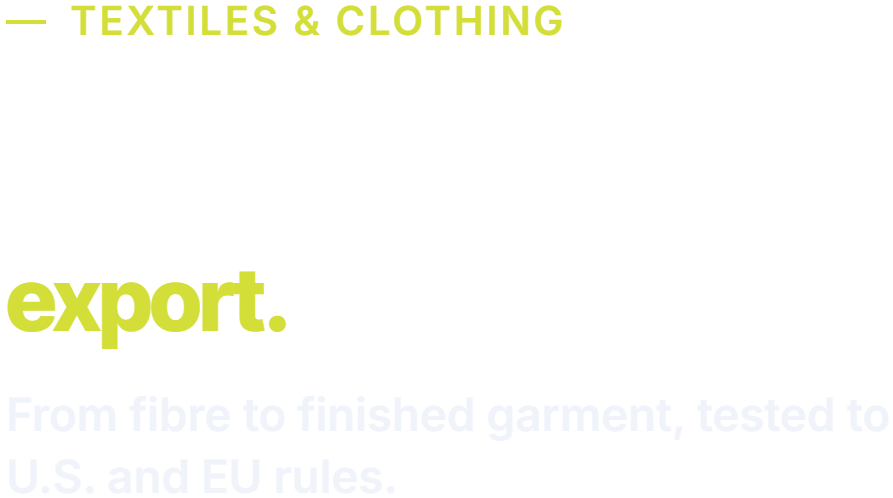 — TEXTILES & CLOTHING
export.
From fibre to finished garment, tested to
U.S. and EU rules.